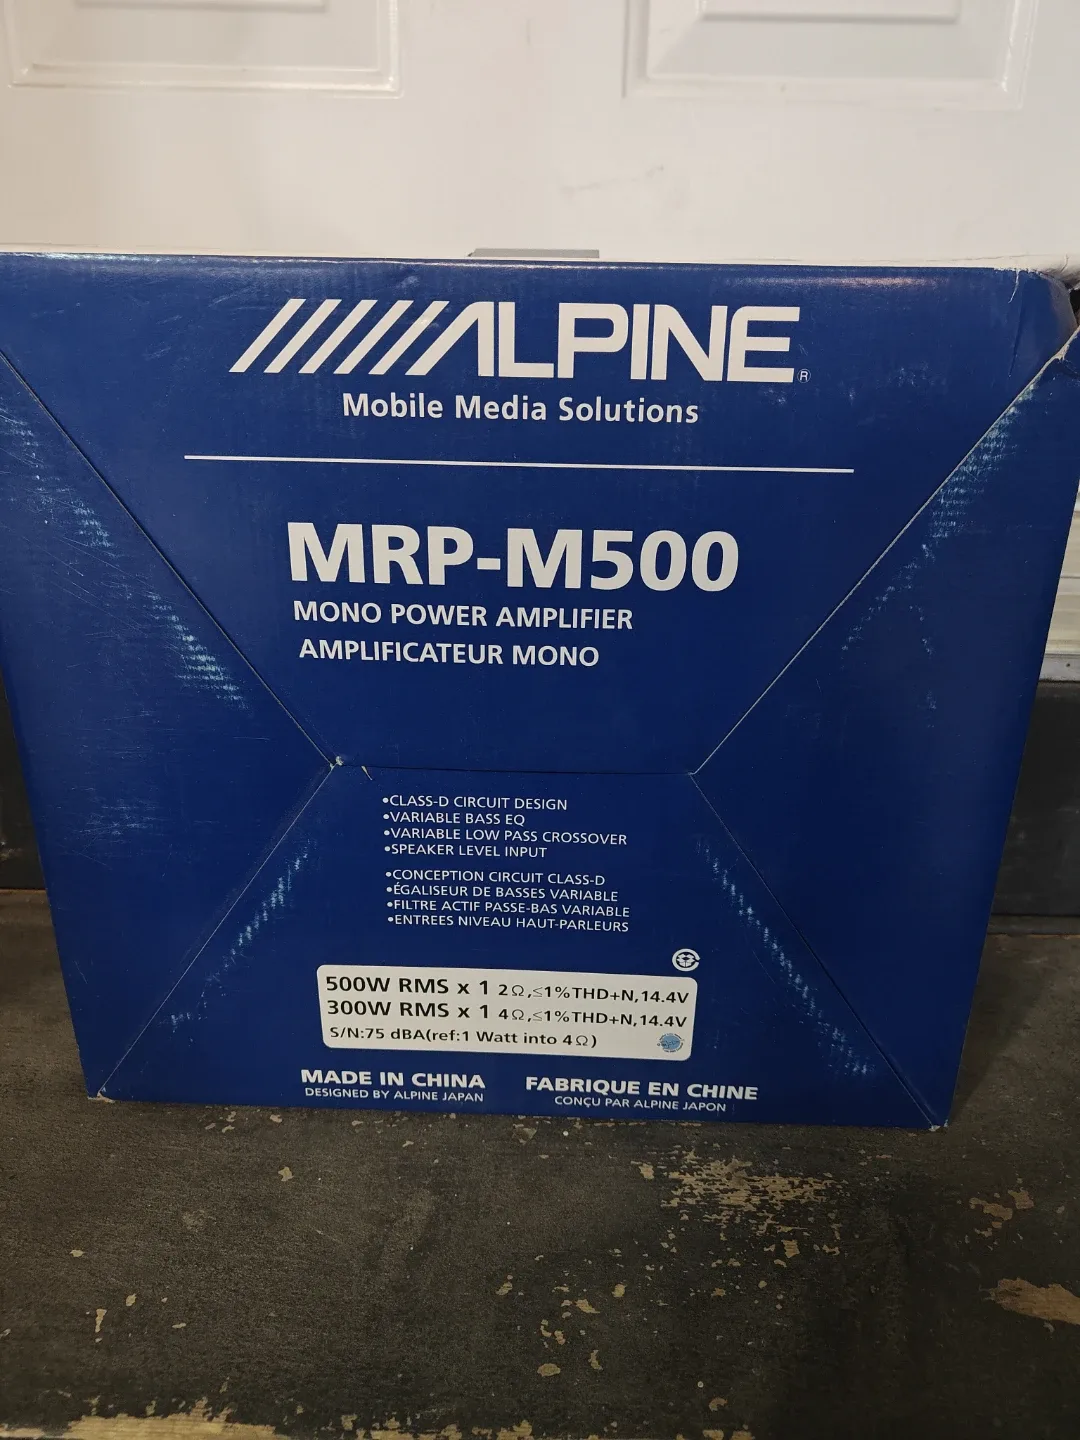 ALPINE®
Mobile Media Solutions
MRP-M500
MONO POWER AMPLIFIER
AMPLIFICATEUR MONO
•CLASS-D CIRCUIT DESIGN
•VARIABLE BASS EQ
•VARIABLE LOW PASS CROSSOVER
•SPEAKER LEVEL INPUT
•CONCEPTION CIRCUIT CLASS-D
•ÉGALISEUR DE BASSES VARIABLE
•FILTRE ACTIF PASSE-BAS VARIABLE
•ENTREES NIVEAU HAUT-PARLEURS
500W RMS x 1 2Ω,≤1%THD+N,14.4V
300W RMS x 1 4Ω,≤1%THD+N,14.4V
S/N:75 dBA(ref:1 Watt into 4Ω)
MADE IN CHINA
DESIGNED BY ALPINE JAPAN
FABRIQUE EN CHINE
CONÇU PAR ALPINE JAPON